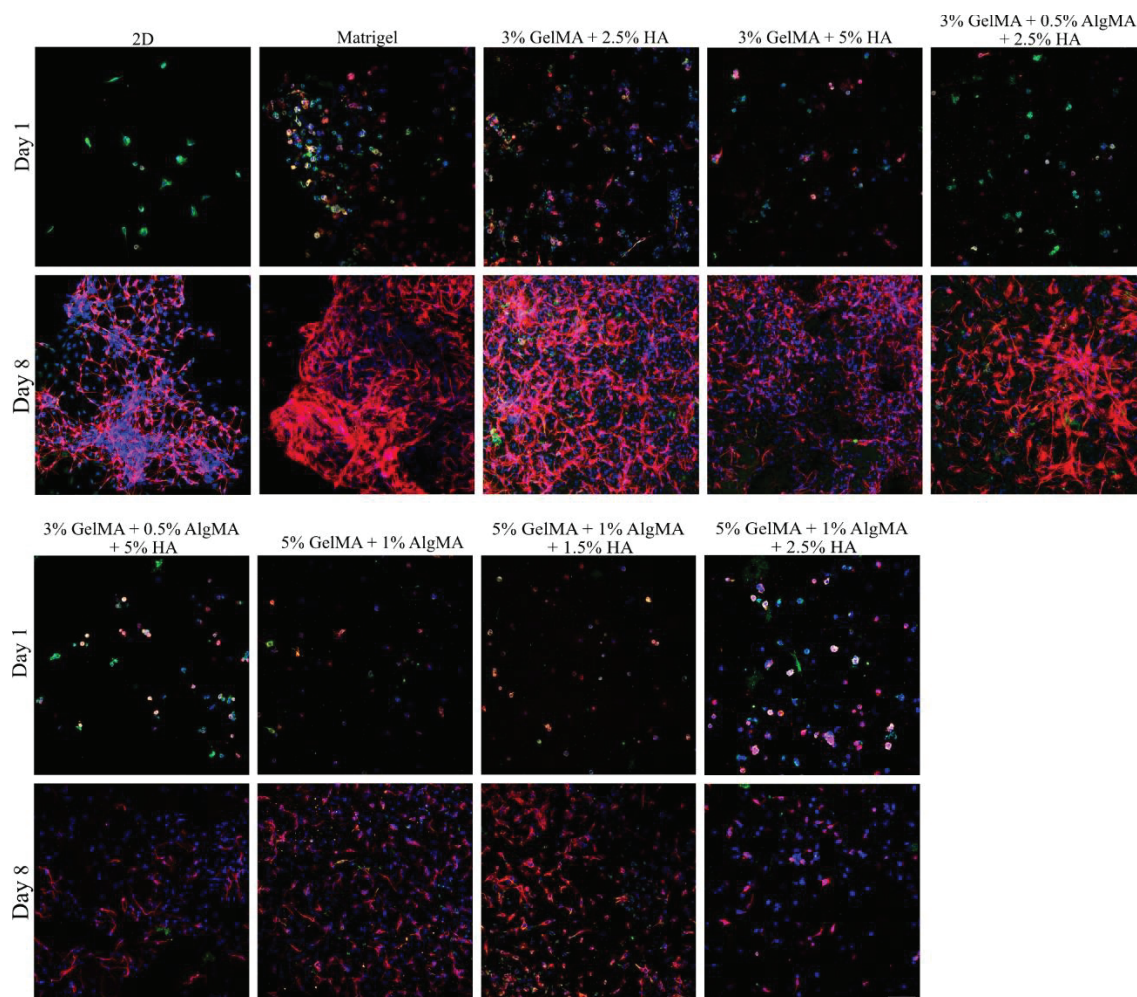 2D
Matrigel
3% GelMA + 2.5% HA
3% GelMA + 5% HA
3% GelMA + 0.5% AlgMA
+ 2.5% HA
Day 1
Day 8
3% GelMA + 0.5% AlgMA
+ 5% HA
5% GelMA + 1% AlgMA
5% GelMA + 1% AlgMA
+ 1.5% HA
5% GelMA + 1% AlgMA
+ 2.5% HA
Day 1
Day 8